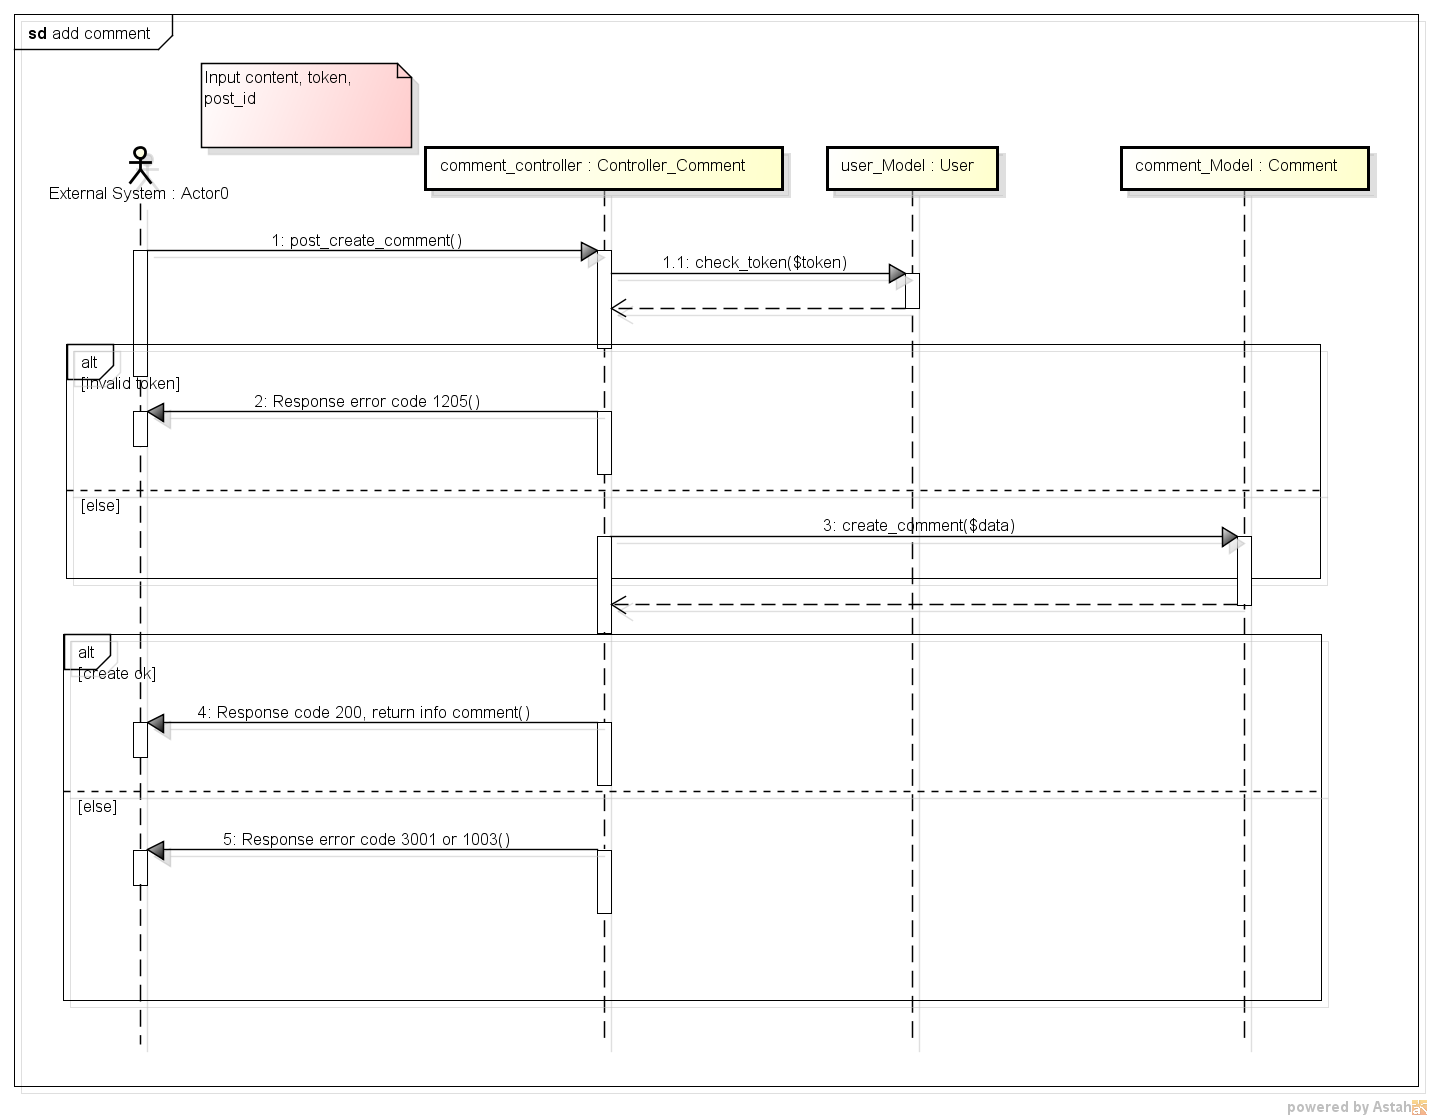 sd add comment
Input content, token,
post_id
External System : Actor0
comment_controller : Controller_Comment
user_Model : User
comment_Model : Comment
1: post_create_comment()
1.1: check_token($token)
alt
[invalid token]
2: Response error code 1205()
[else]
3: create_comment($data)
alt
[create ok]
4: Response code 200, return info comment()
[else]
5: Response error code 3001 or 1003()
powered by Astah